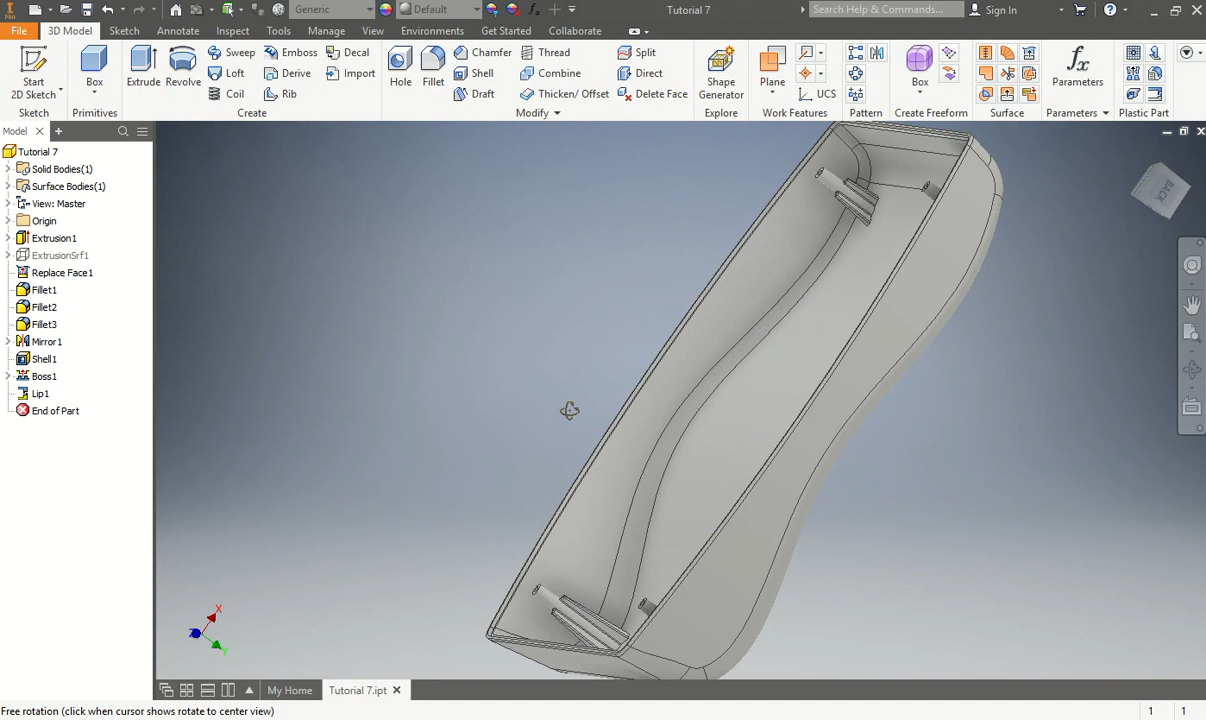 PRO
Generic
Default
Tutorial 7
Search Help & Commands...
Sign In
File
3D Model
Sketch
Annotate
Inspect
Tools
Manage
View
Environments
Get Started
Collaborate
Start
2D Sketch
Box
Extrude
Revolve
Sweep
Emboss
Decal
Loft
Derive
Import
Coil
Rib
Hole
Fillet
Chamfer
Thread
Split
Shell
Combine
Direct
Draft
Thicken/ Offset
Delete Face
Shape
Generator
Plane
UCS
Box
fx
Parameters
Sketch
Primitives
Create
Modify
Explore
Work Features
Pattern
Create Freeform
Surface
Parameters
Plastic Part
Model
Tutorial 7
Solid Bodies(1)
Surface Bodies(1)
View: Master
Origin
Extrusion1
ExtrusionSrf1
Replace Face1
Fillet1
Fillet2
Fillet3
Mirror1
Shell1
Boss1
Lip1
End of Part
BACK
X
Z
Y
My Home
Tutorial 7.ipt
Free rotation (click when cursor shows rotate to center view)
1
1